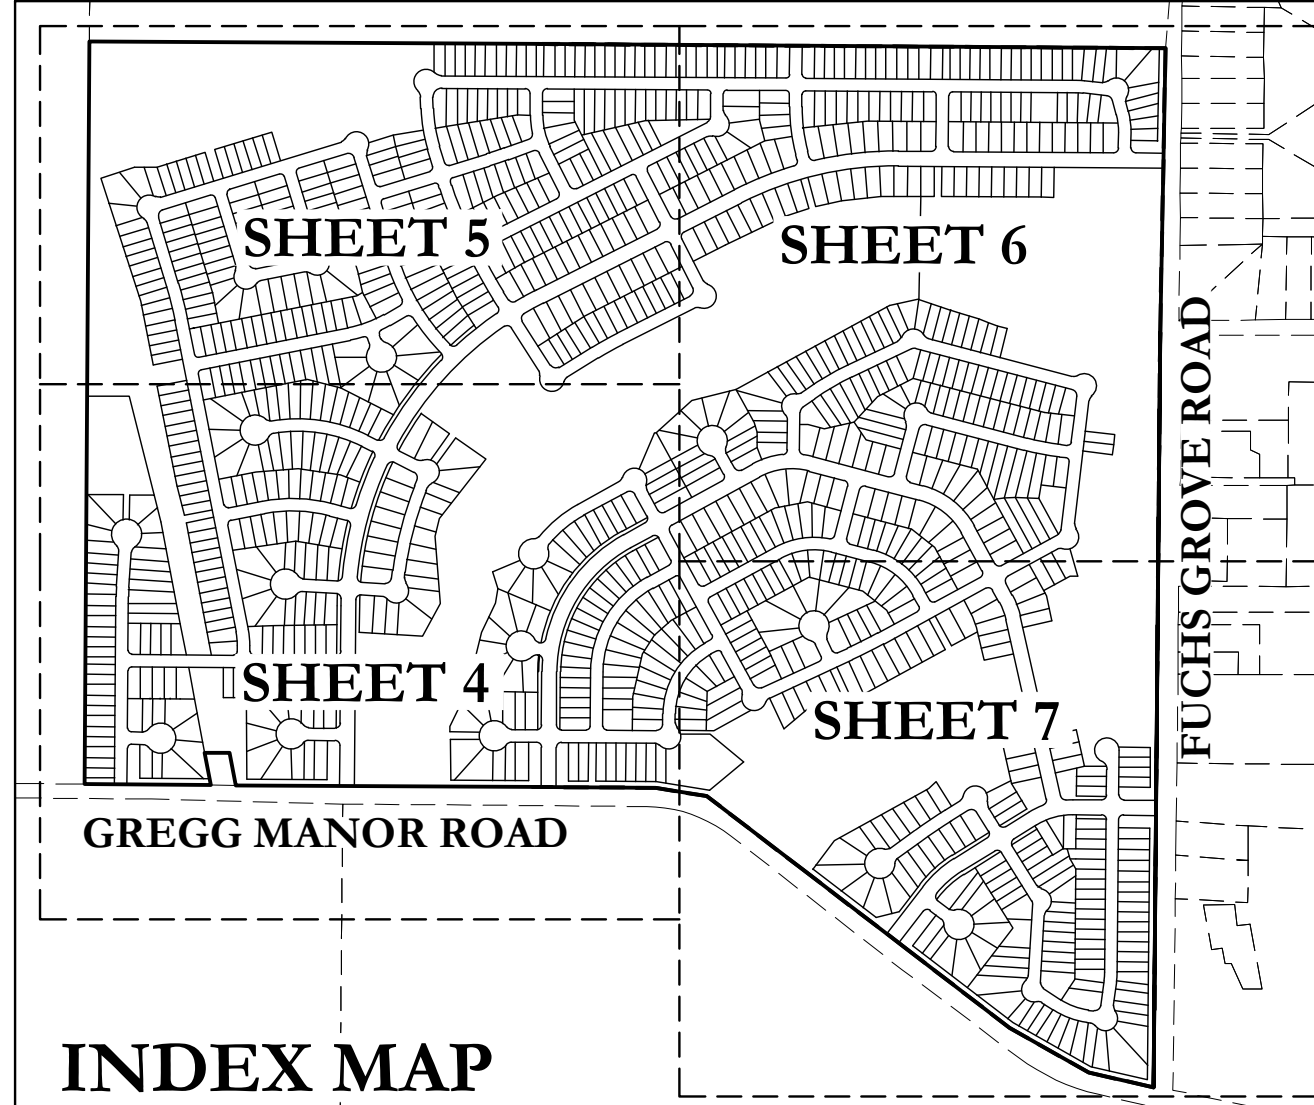 SHEET 5
SHEET 6
FUCHS GROVE ROAD
SHEET 4
SHEET 7
GREGG MANOR ROAD
INDEX MAP